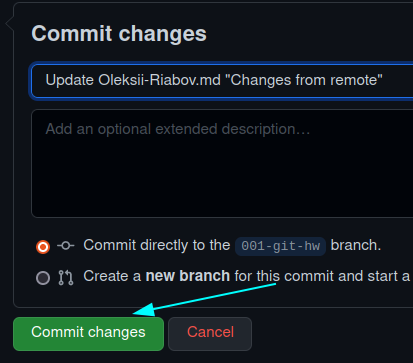 Commit changes
Update Oleksii-Riabov.md "Changes from remote"
Add an optional extended description…
Commit directly to the 001-git-hw branch.
Create a new branch for this commit and start a
Commit changes Cancel